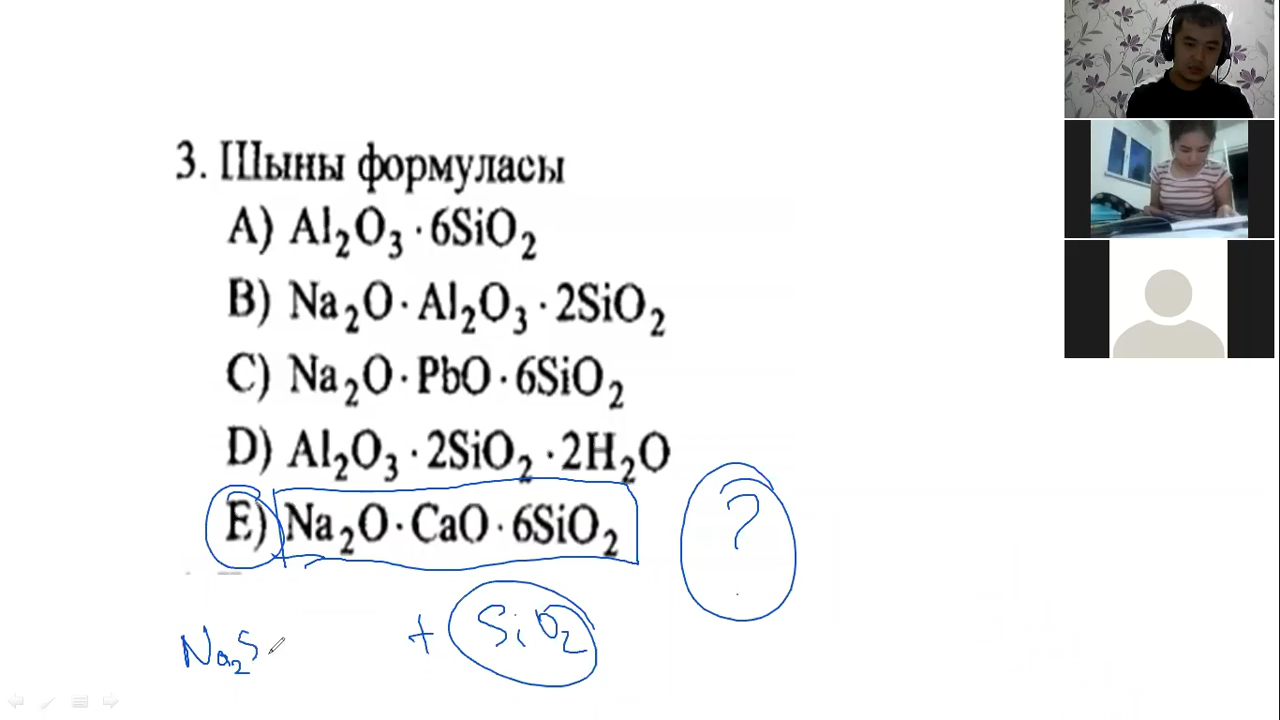 3. Шыны формуласы
A) Al₂O₃ · 6SiO₂
B) Na₂O · Al₂O₃ · 2SiO₂
C) Na₂O · PbO · 6SiO₂
D) Al₂O₃ · 2SiO₂ · 2H₂O
E) Na₂O · CaO · 6SiO₂
?
Na₂S + SiO₂